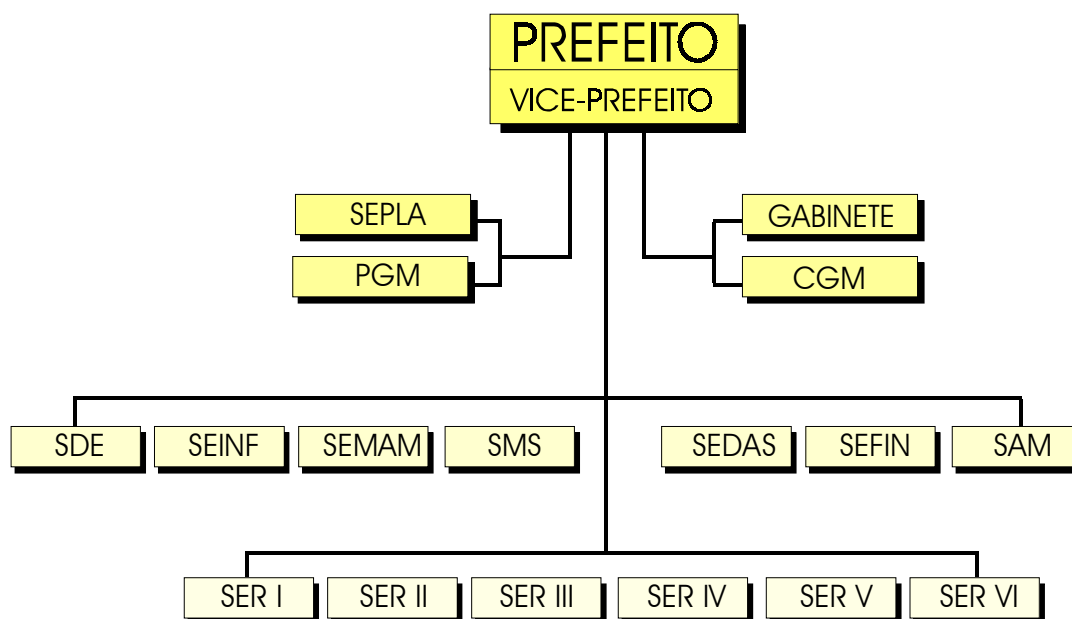 PREFEITO
VICE-PREFEITO
SEPLA
GABINETE
PGM
CGM
SDE
SEINF
SEMAM
SMS
SEDAS
SEFIN
SAM
SER I
SER II
SER III
SER IV
SER V
SER VI